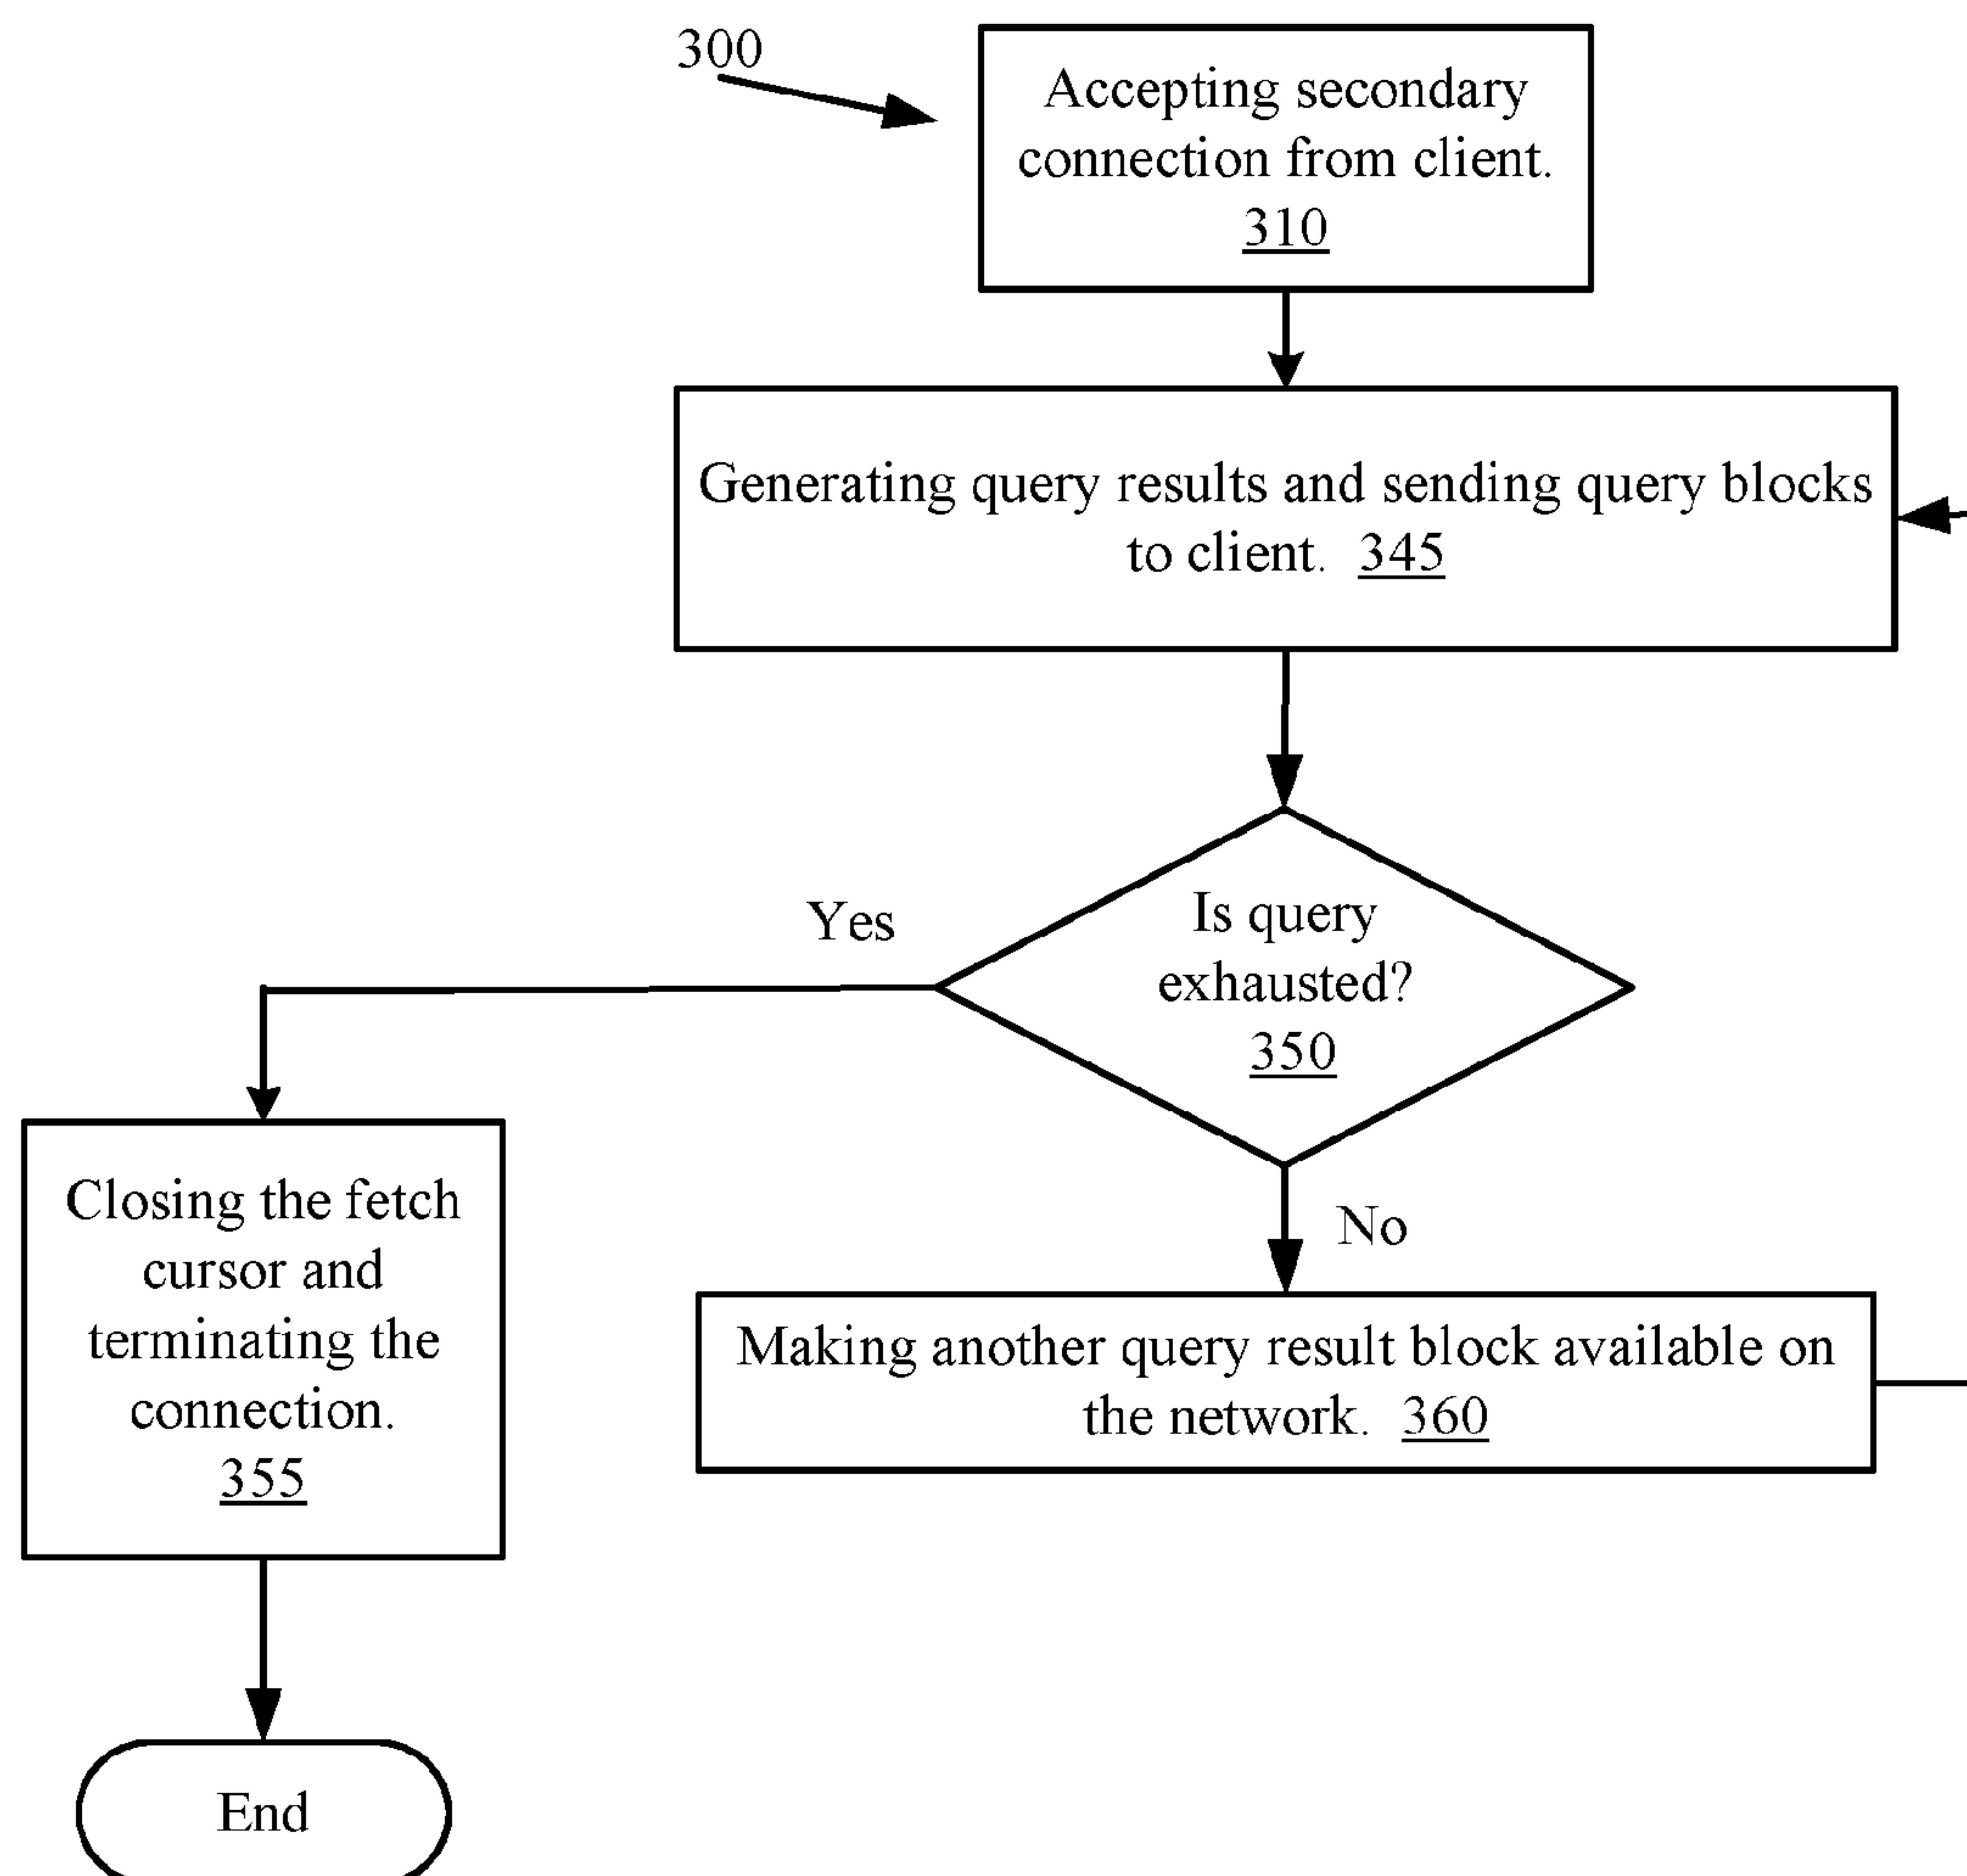 300
Accepting secondary
connection from client.
310
Generating query results and sending query blocks
to client. 345
Is query
exhausted?
350
Yes
No
Closing the fetch
cursor and
terminating the
connection.
355
Making another query result block available on
the network. 360
End